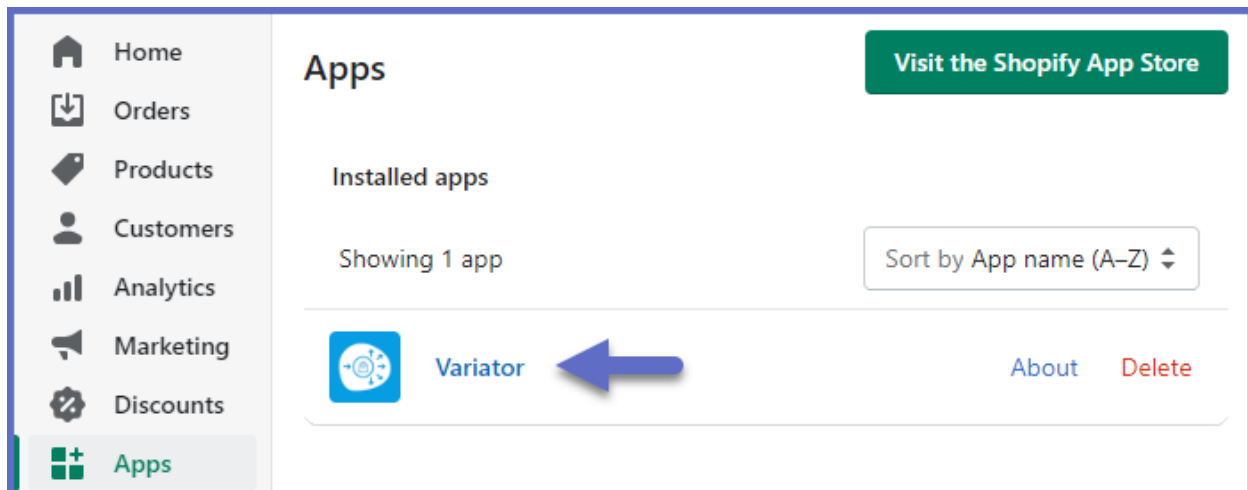 Home
Orders
Products
Customers
Analytics
Marketing
Discounts
Apps
Apps
Visit the Shopify App Store
Installed apps
Showing 1 app
Sort by App name (A–Z)
Variator
About
Delete